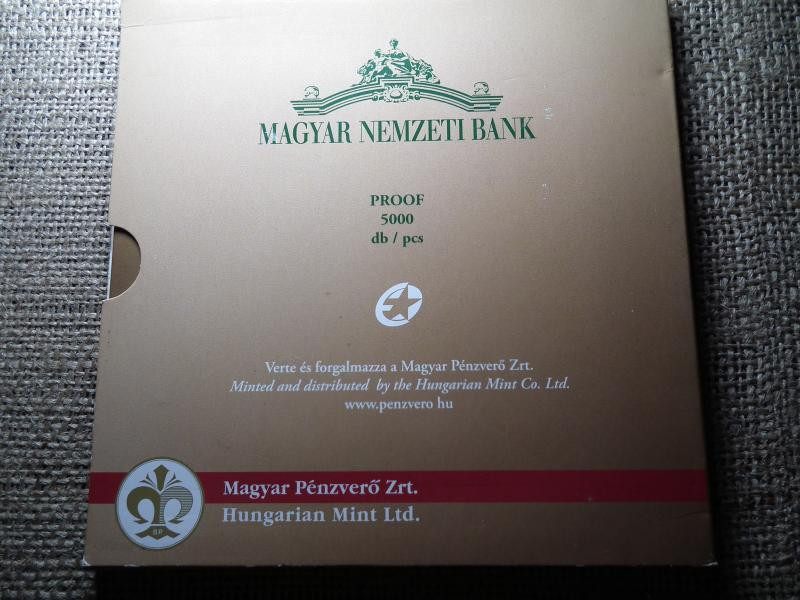 MAGYAR NEMZETI BANK
PROOF
5000
db / pcs
Verte és forgalmazza a Magyar Pénzverő Zrt.
Minted and distributed by the Hungarian Mint Co. Ltd.
www.penzvero hu
Magyar Pénzverő Zrt.
Hungarian Mint Ltd.
BP